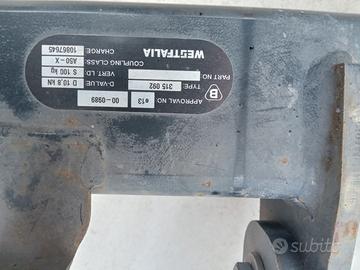 WESTFALIA
COUPLING CLASS: A50-X
CHARGE 10867645
PART NO
VERT LD S 100 kg
TYPE 315 092
D-VALUE D 10,8 kN
B
APPROVAL NO e13 00-0989
subito